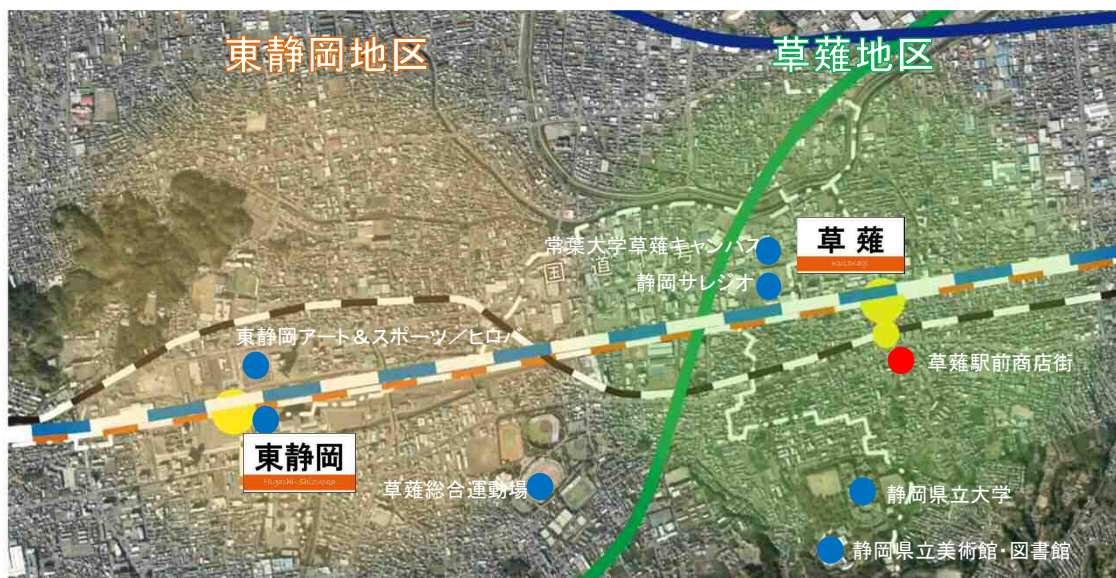 東静岡地区
草薙地区
常葉大学草薙キャンパス
草 薙
Kusanagi
国道1号
静岡サレジオ
東静岡アート＆スポーツ／ヒロバ
草薙駅前商店街
東静岡
Higashi-Shizuoka
草薙総合運動場
静岡県立大学
静岡県立美術館・図書館